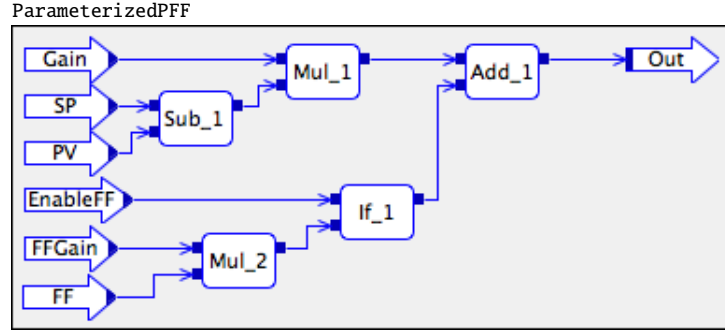 ParameterizedPFF
Gain
Mul_1
Add_1
Out
SP
Sub_1
PV
EnableFF
If_1
FFGain
Mul_2
FF